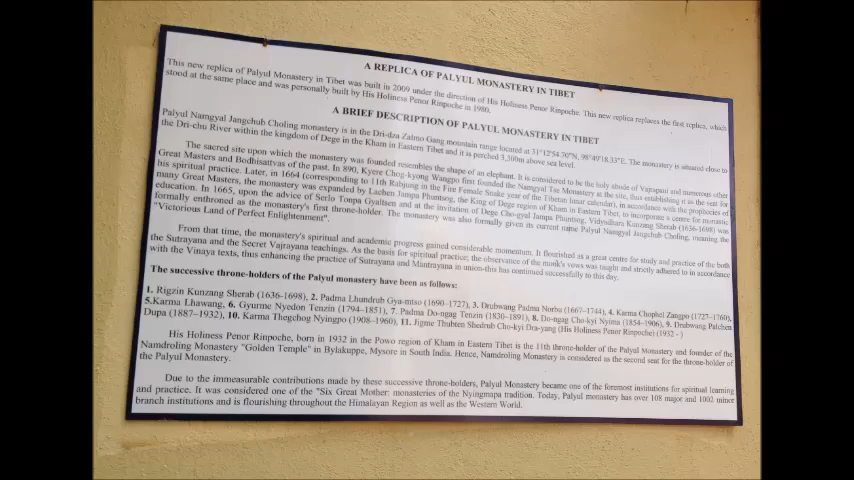 A REPLICA OF PALYUL MONASTERY IN TIBET
This new replica of Palyul Monastery in Tibet was built in 2009 under the direction of His Holiness Penor Rinpoche. This new replica replaces the first replica, which
stood at the same place and was personally built by His Holiness Penor Rinpoche in 1980.
A BRIEF DESCRIPTION OF PALYUL MONASTERY IN TIBET
Palyul Namgyal Jangchub Choling monastery is in the Dri-dza Zalmo Gang mountain range located at 31°12'54.70"N, 98°49'18.33"E. The monastery is situated close to
the Dri-chu River within the kingdom of Dege in the Kham in Eastern Tibet and it is perched 3,300m above sea level.
The sacred site upon which the monastery was founded resembles the shape of an elephant. It is considered to be the holy abode of Vajrapani and numerous other
Great Masters and Bodhisattvas of the past. In 890, Kyere Chog-kyong Wangpo first founded the Namgyal Tse Monastery at the site, thus establishing it as the seat for
his spiritual practice. Later, in 1664 (corresponding to 11th Rabjung in the Fire Female Snake year of the Tibetan lunar calendar), in accordance with the prophecies of
many Great Masters, the monastery was expanded by Lachen Jampa Phuntsog, the King of Dege region of Kham in Eastern Tibet, to incorporate a centre for monastic
education. In 1665, upon the advice of Serlo Tonpa Gyaltsen and at the invitation of Dege Cho-gyal Jampa Phuntsog, Vidyadhara Kunzang Sherab (1636-1698) was
formally enthroned as the monastery's first throne-holder. The monastery was also formally given its current name Palyul Namgyal Jangchub Choling, meaning the
"Victorious Land of Perfect Enlightenment".
From that time, the monastery's spiritual and academic progress gained considerable momentum. It flourished as a great centre for study and practice of the both
the Sutrayana and the Secret Vajrayana teachings. As the basis for spiritual practice, the observance of the monk's vows was taught and strictly adhered to in accordance
with the Vinaya texts, thus enhancing the practice of Sutrayana and Mantrayana in union-this has continued successfully to this day.
The successive throne-holders of the Palyul monastery have been as follows:
1. Rigzin Kunzang Sherab (1636-1698), 2. Padma Lhundrub Gya-mtso (1690–1727), 3. Drubwang Padma Norbu (1667–1744), 4. Karma Chophel Zangpo (1727–1760),
5.Karma Lhawang, 6. Gyurme Nyedon Tenzin (1794–1851), 7. Padma Do-ngag Tenzin (1830–1891), 8. Do-ngag Cho-kyi Nyima (1854–1906), 9. Drubwang Palchen
Dupa (1887–1932), 10. Karma Thegchog Nyingpo (1908–1960), 11. Jigme Thubten Shedrub Cho-kyi Dra-yang (His Holiness Penor Rinpoche) (1932 - )
His Holiness Penor Rinpoche, born in 1932 in the Powo region of Kham in Eastern Tibet is the 11th throne-holder of the Palyul Monastery and founder of the
Namdroling Monastery "Golden Temple" in Bylakuppe, Mysore in South India. Hence, Namdroling Monastery is considered as the second seat for the throne-holder of
the Palyul Monastery.
Due to the immeasurable contributions made by these successive throne-holders, Palyul Monastery became one of the foremost institutions for spiritual learning
and practice. It was considered one of the "Six Great Mother: monasteries of the Nyingmapa tradition. Today, Palyul monastery has over 108 major and 1002 minor
branch institutions and is flourishing throughout the Himalayan Region as well as the Western World.